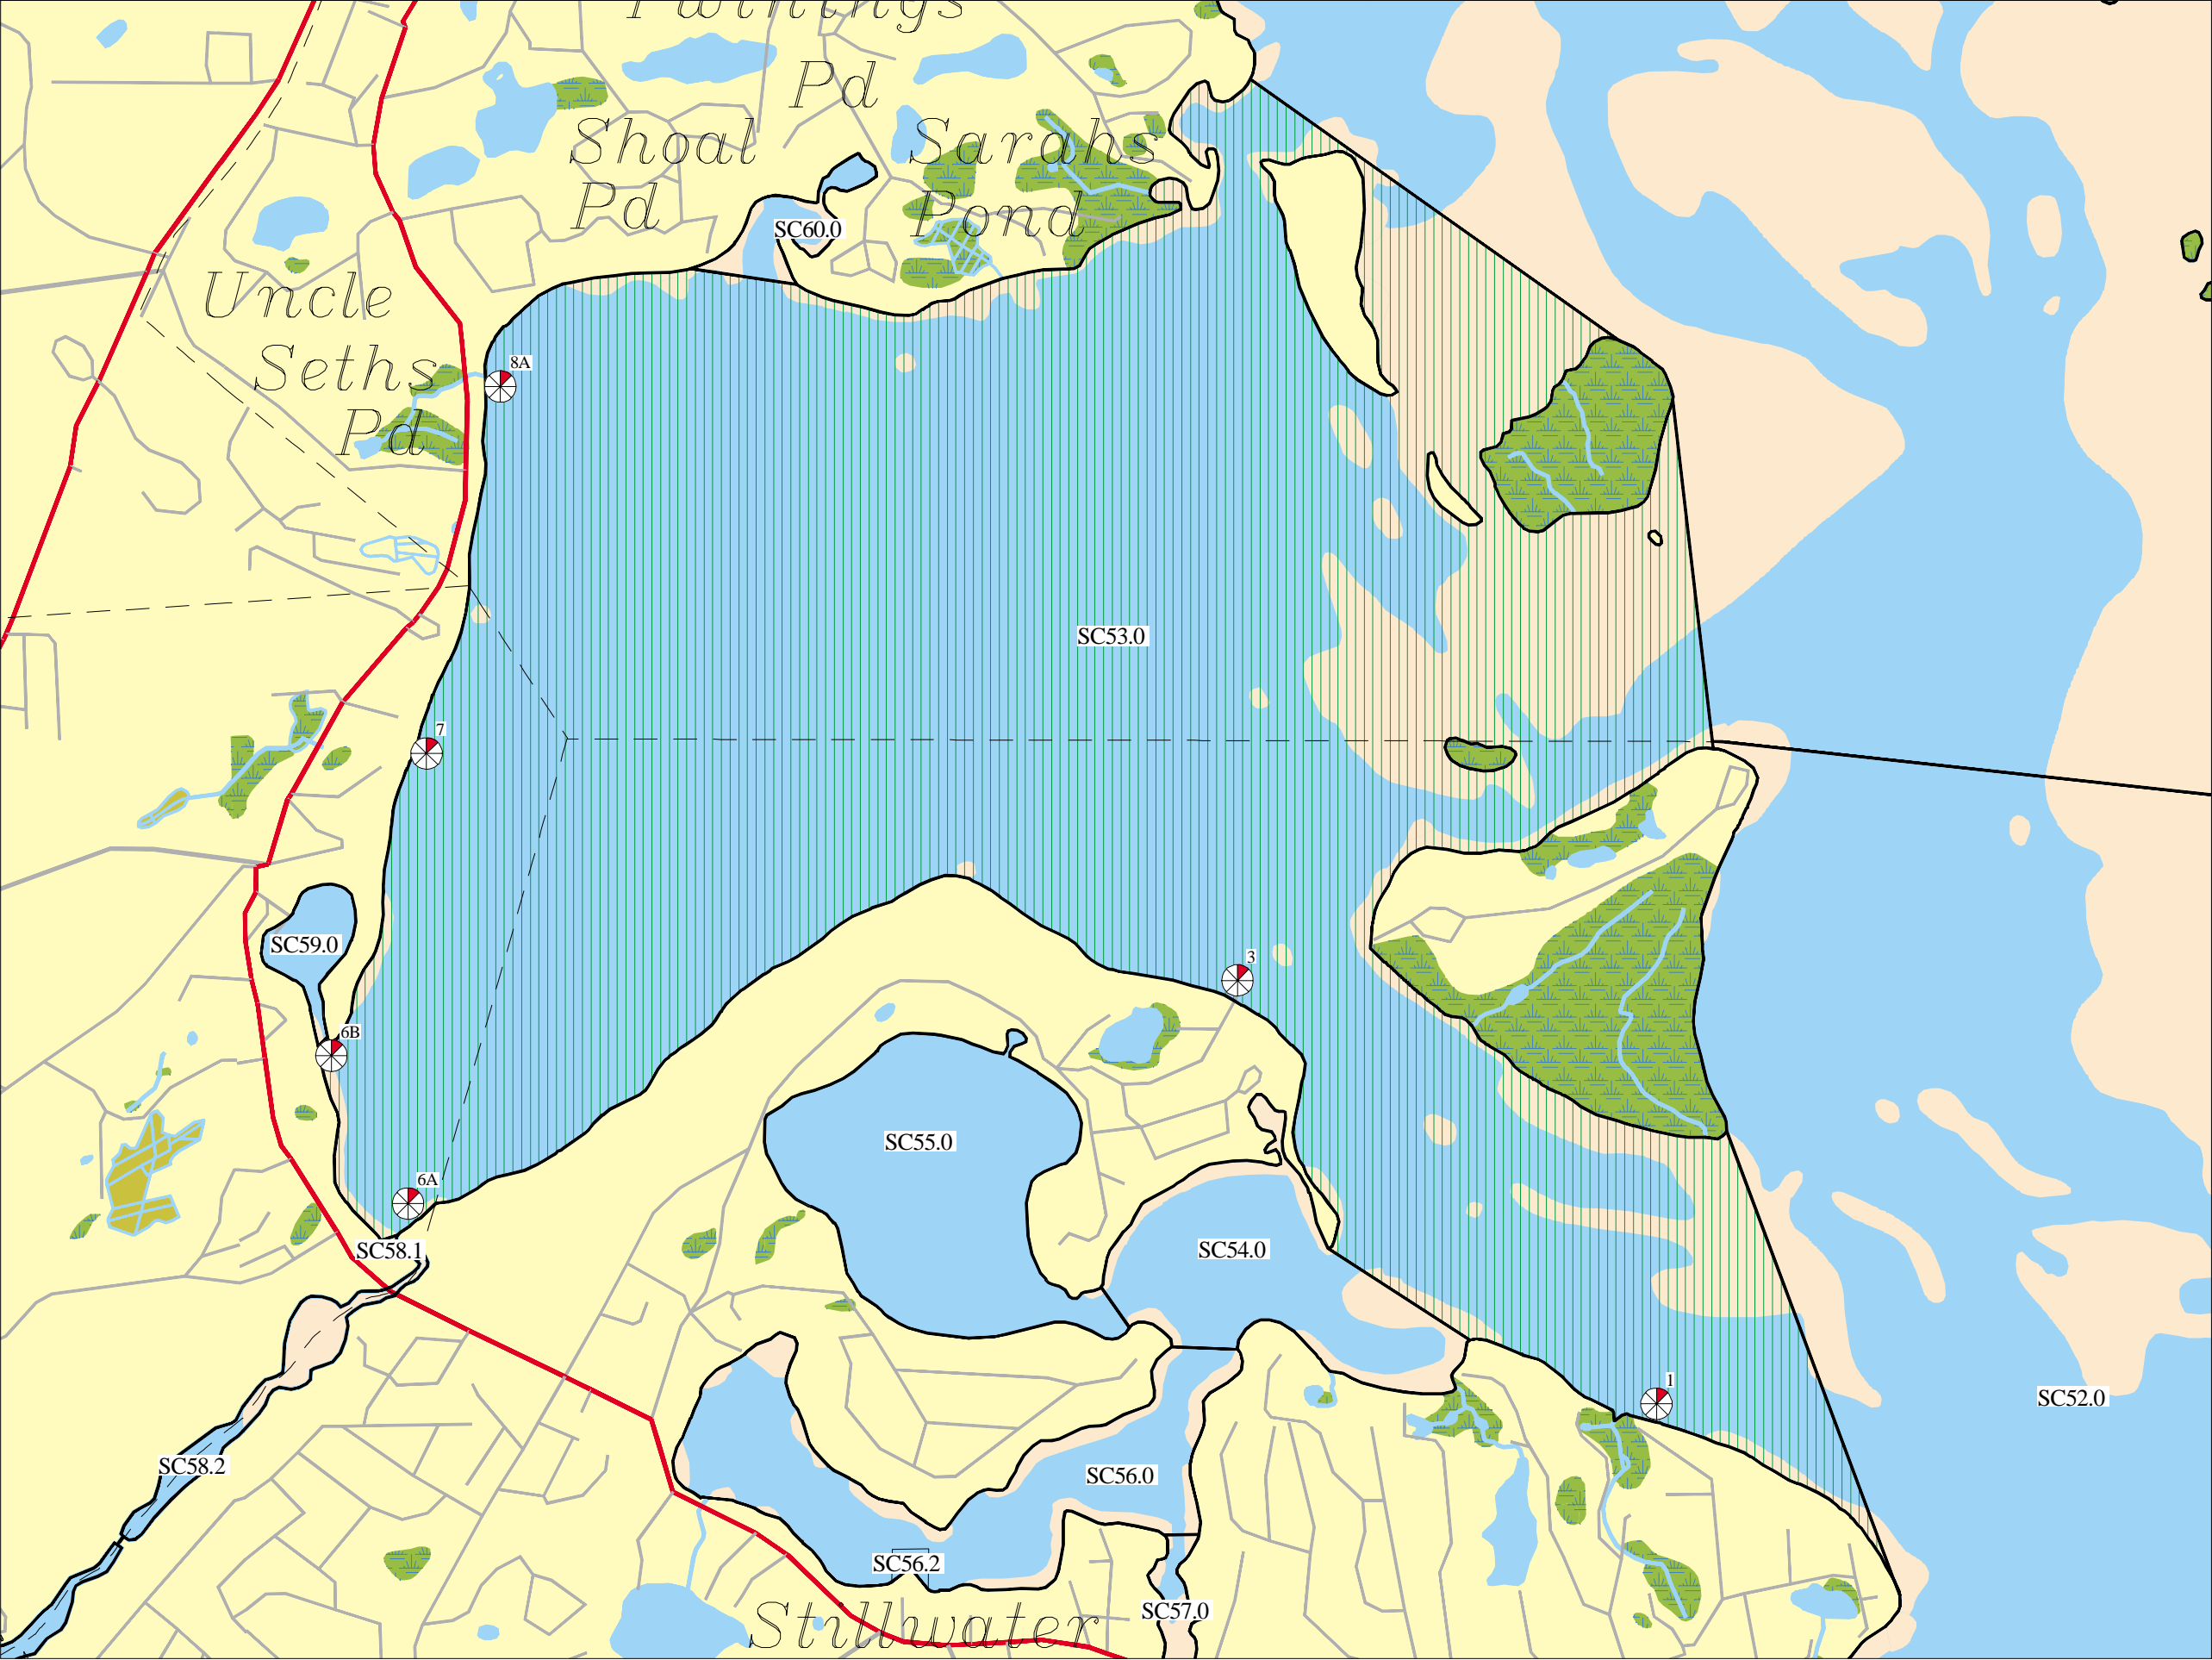 Twinings
Pd
Shoal
Pd
Sarahs
Pond
SC60.0
Uncle
Seths
Pd
8A
SC53.0
7
SC59.0
3
6B
SC55.0
6A
SC58.1
SC54.0
1
SC52.0
SC58.2
SC56.0
SC56.2
SC57.0
Stillwater